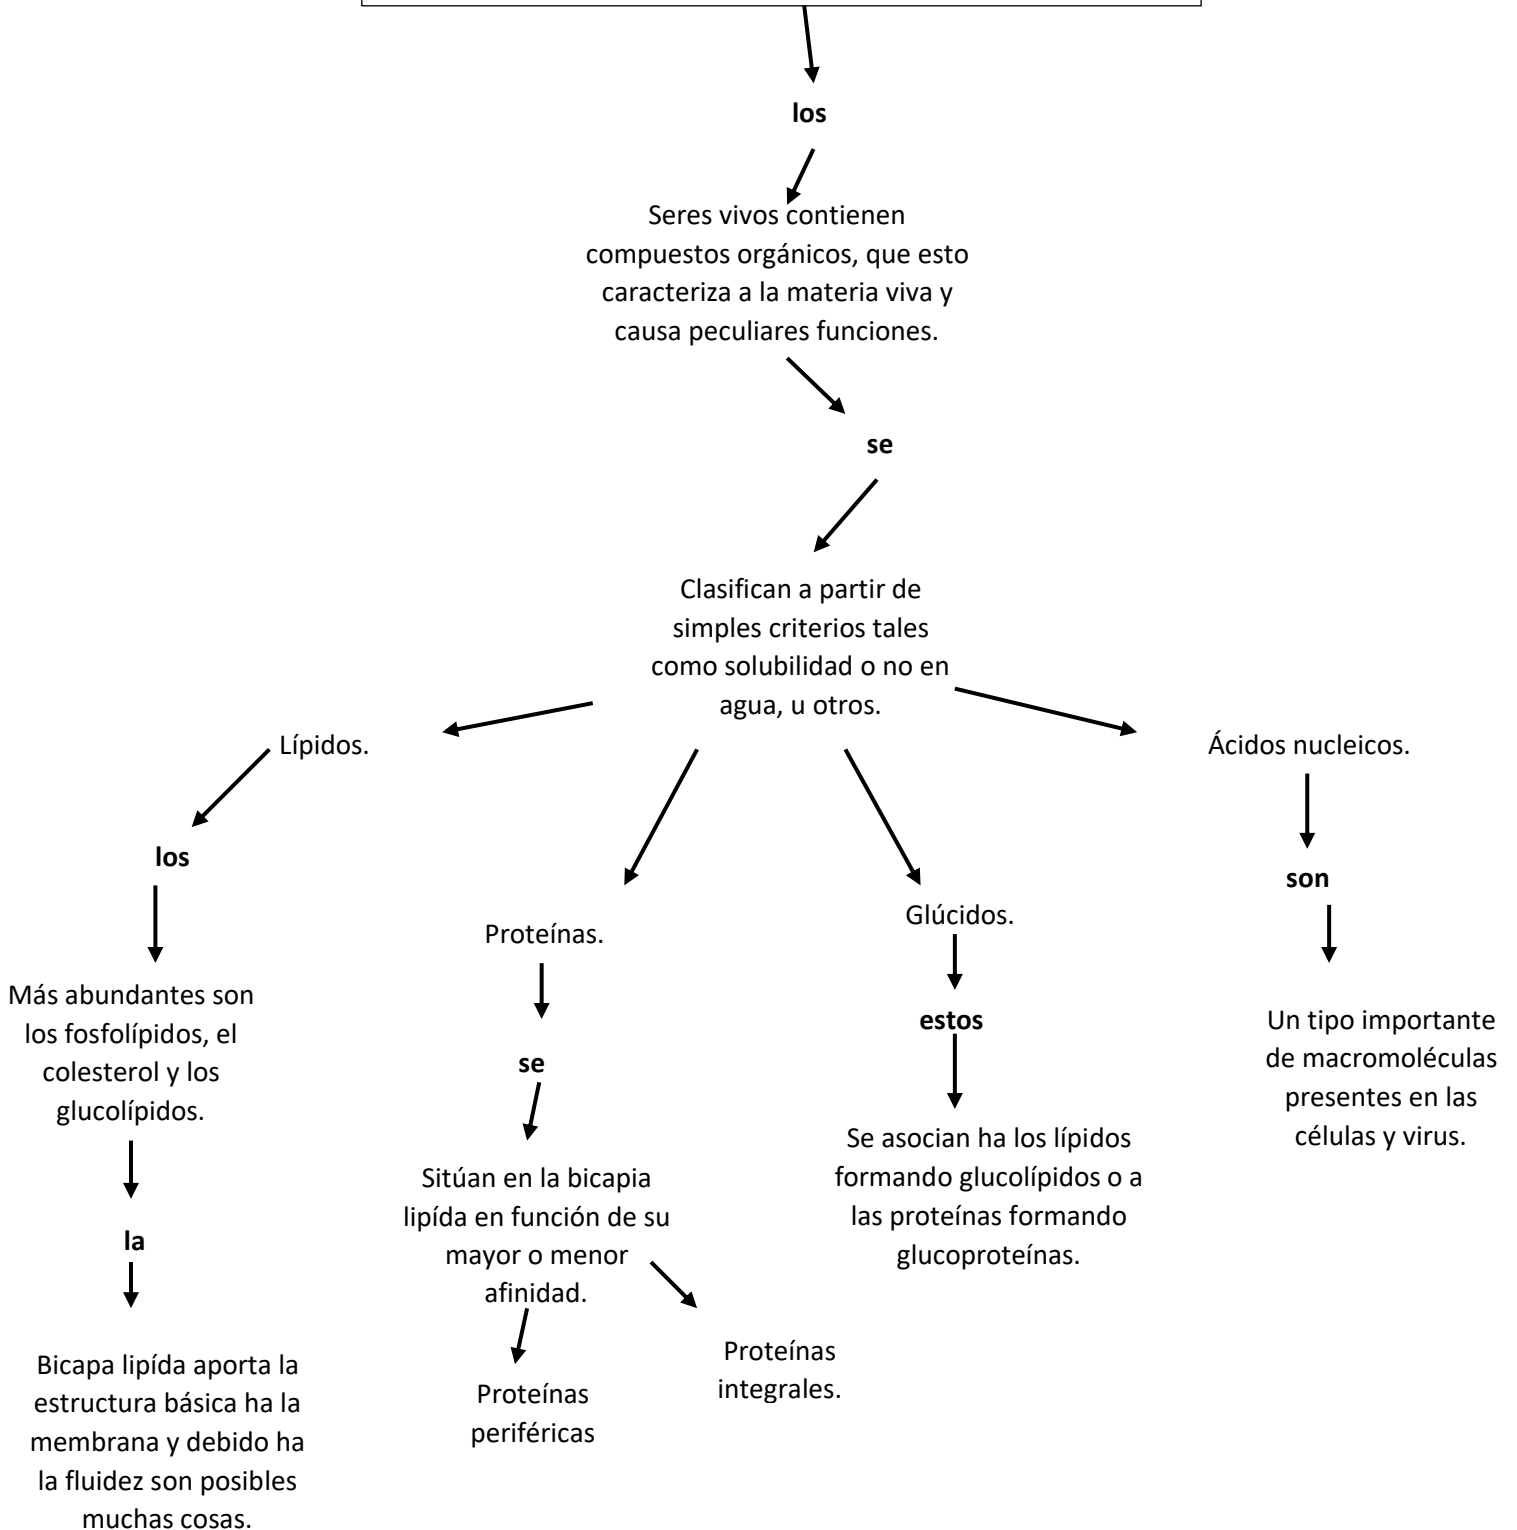 los
Seres vivos contienen
compuestos orgánicos, que esto
caracteriza a la materia viva y
causa peculiares funciones.
se
Clasifican a partir de
simples criterios tales
como solubilidad o no en
agua, u otros.
Lípidos.
los
Más abundantes son
los fosfolípidos, el
colesterol y los
glucolípidos.
la
Bicapa lipída aporta la
estructura básica ha la
membrana y debido ha
la fluidez son posibles
muchas cosas.
Proteínas.
se
Sitúan en la bicapia
lipída en función de su
mayor o menor
afinidad.
Proteínas
periféricas
Proteínas
integrales.
Glúcidos.
estos
Se asocian ha los lípidos
formando glucolípidos o a
las proteínas formando
glucoproteínas.
Ácidos nucleicos.
son
Un tipo importante
de macromoléculas
presentes en las
células y virus.